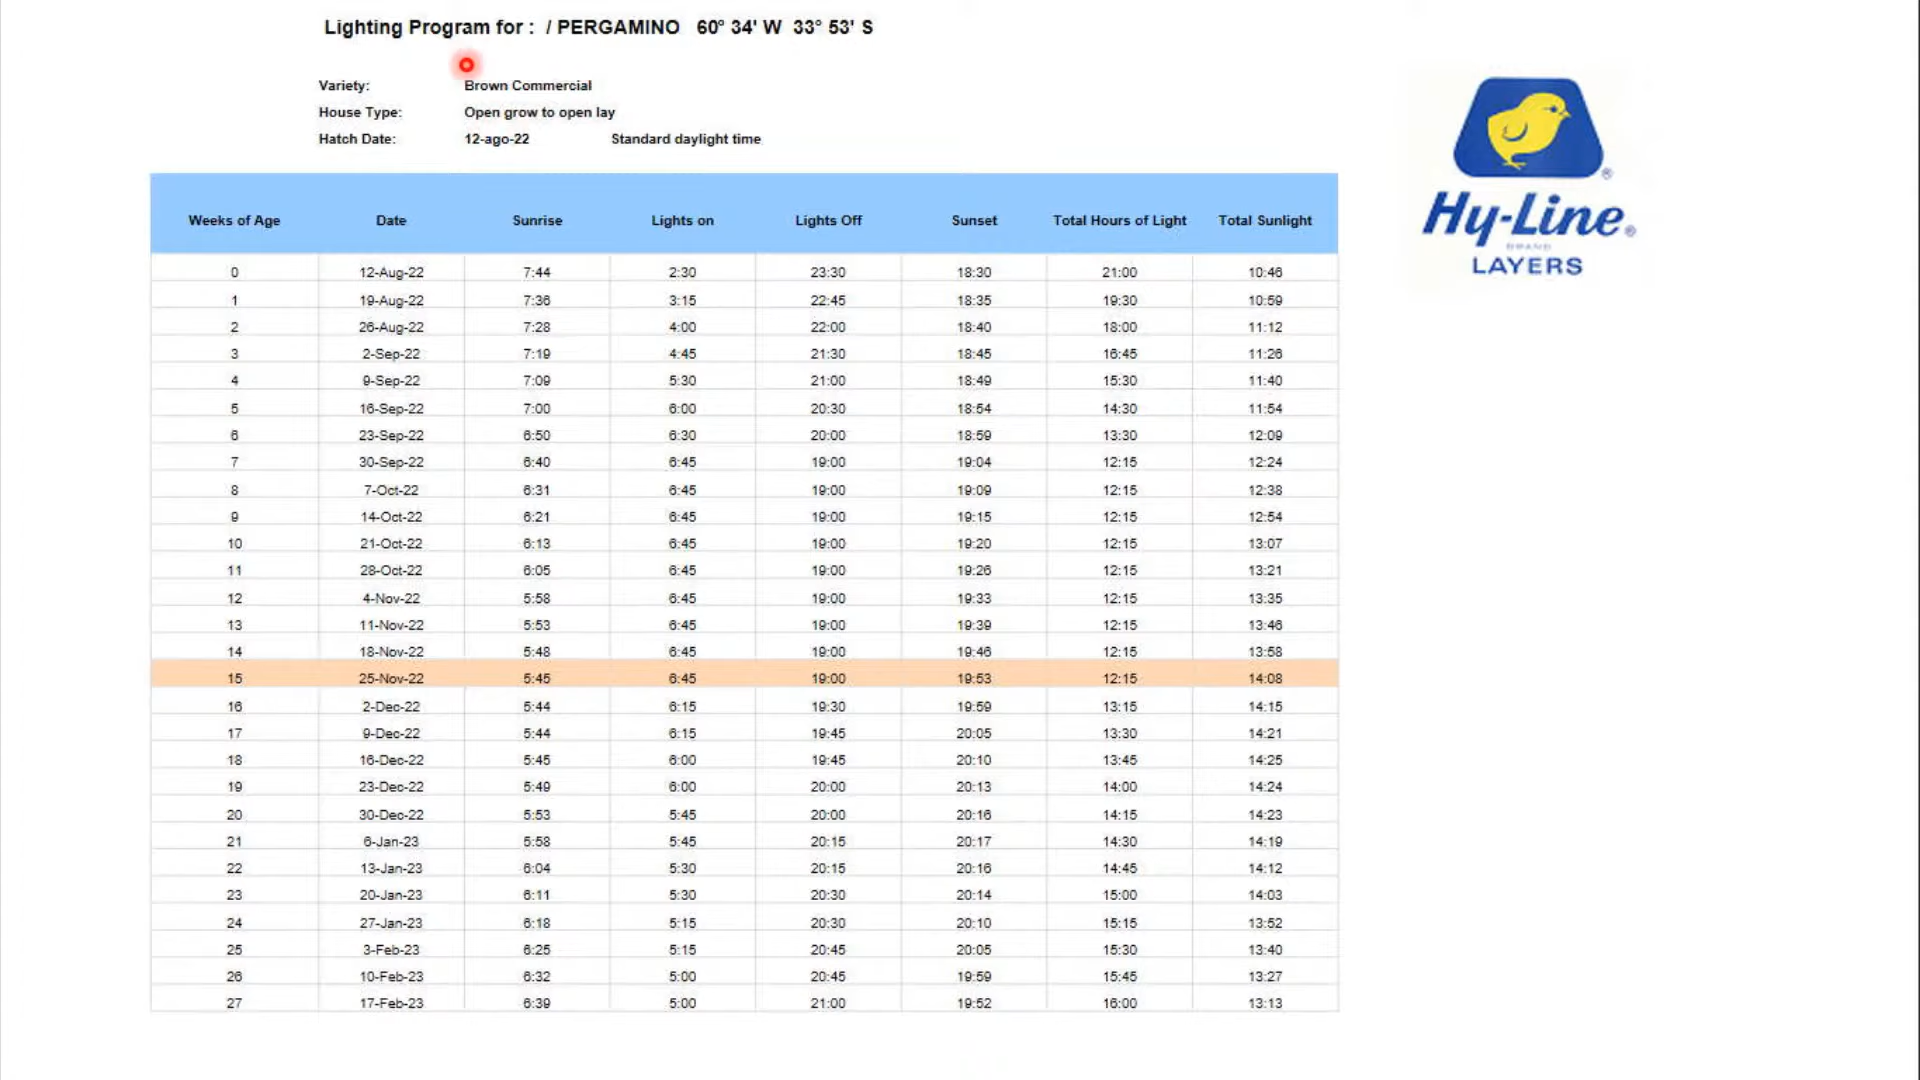 Lighting Program for : / PERGAMINO 60° 34' W 33° 53' S
Variety: Brown Commercial
House Type: Open grow to open lay
Hatch Date: 12-ago-22 Standard daylight time
Hy-Line®
BRAND
LAYERS
Weeks of Age Date Sunrise Lights on Lights Off Sunset Total Hours of Light Total Sunlight
0 12-Aug-22 7:44 2:30 23:30 18:30 21:00 10:46
1 19-Aug-22 7:36 3:15 22:45 18:35 19:30 10:59
2 26-Aug-22 7:28 4:00 22:00 18:40 18:00 11:12
3 2-Sep-22 7:19 4:45 21:30 18:45 16:45 11:26
4 9-Sep-22 7:09 5:30 21:00 18:49 15:30 11:40
5 16-Sep-22 7:00 6:00 20:30 18:54 14:30 11:54
6 23-Sep-22 6:50 6:30 20:00 18:59 13:30 12:09
7 30-Sep-22 6:40 6:45 19:00 19:04 12:15 12:24
8 7-Oct-22 6:31 6:45 19:00 19:09 12:15 12:38
9 14-Oct-22 6:21 6:45 19:00 19:15 12:15 12:54
10 21-Oct-22 6:13 6:45 19:00 19:20 12:15 13:07
11 28-Oct-22 6:05 6:45 19:00 19:26 12:15 13:21
12 4-Nov-22 5:58 6:45 19:00 19:33 12:15 13:35
13 11-Nov-22 5:53 6:45 19:00 19:39 12:15 13:46
14 18-Nov-22 5:48 6:45 19:00 19:46 12:15 13:58
15 25-Nov-22 5:45 6:45 19:00 19:53 12:15 14:08
16 2-Dec-22 5:44 6:15 19:30 19:59 13:15 14:15
17 9-Dec-22 5:44 6:15 19:45 20:05 13:30 14:21
18 16-Dec-22 5:45 6:00 19:45 20:10 13:45 14:25
19 23-Dec-22 5:49 6:00 20:00 20:13 14:00 14:24
20 30-Dec-22 5:53 5:45 20:00 20:16 14:15 14:23
21 6-Jan-23 5:58 5:45 20:15 20:17 14:30 14:19
22 13-Jan-23 6:04 5:30 20:15 20:16 14:45 14:12
23 20-Jan-23 6:11 5:30 20:30 20:14 15:00 14:03
24 27-Jan-23 6:18 5:15 20:30 20:10 15:15 13:52
25 3-Feb-23 6:25 5:15 20:45 20:05 15:30 13:40
26 10-Feb-23 6:32 5:00 20:45 19:59 15:45 13:27
27 17-Feb-23 6:39 5:00 21:00 19:52 16:00 13:13